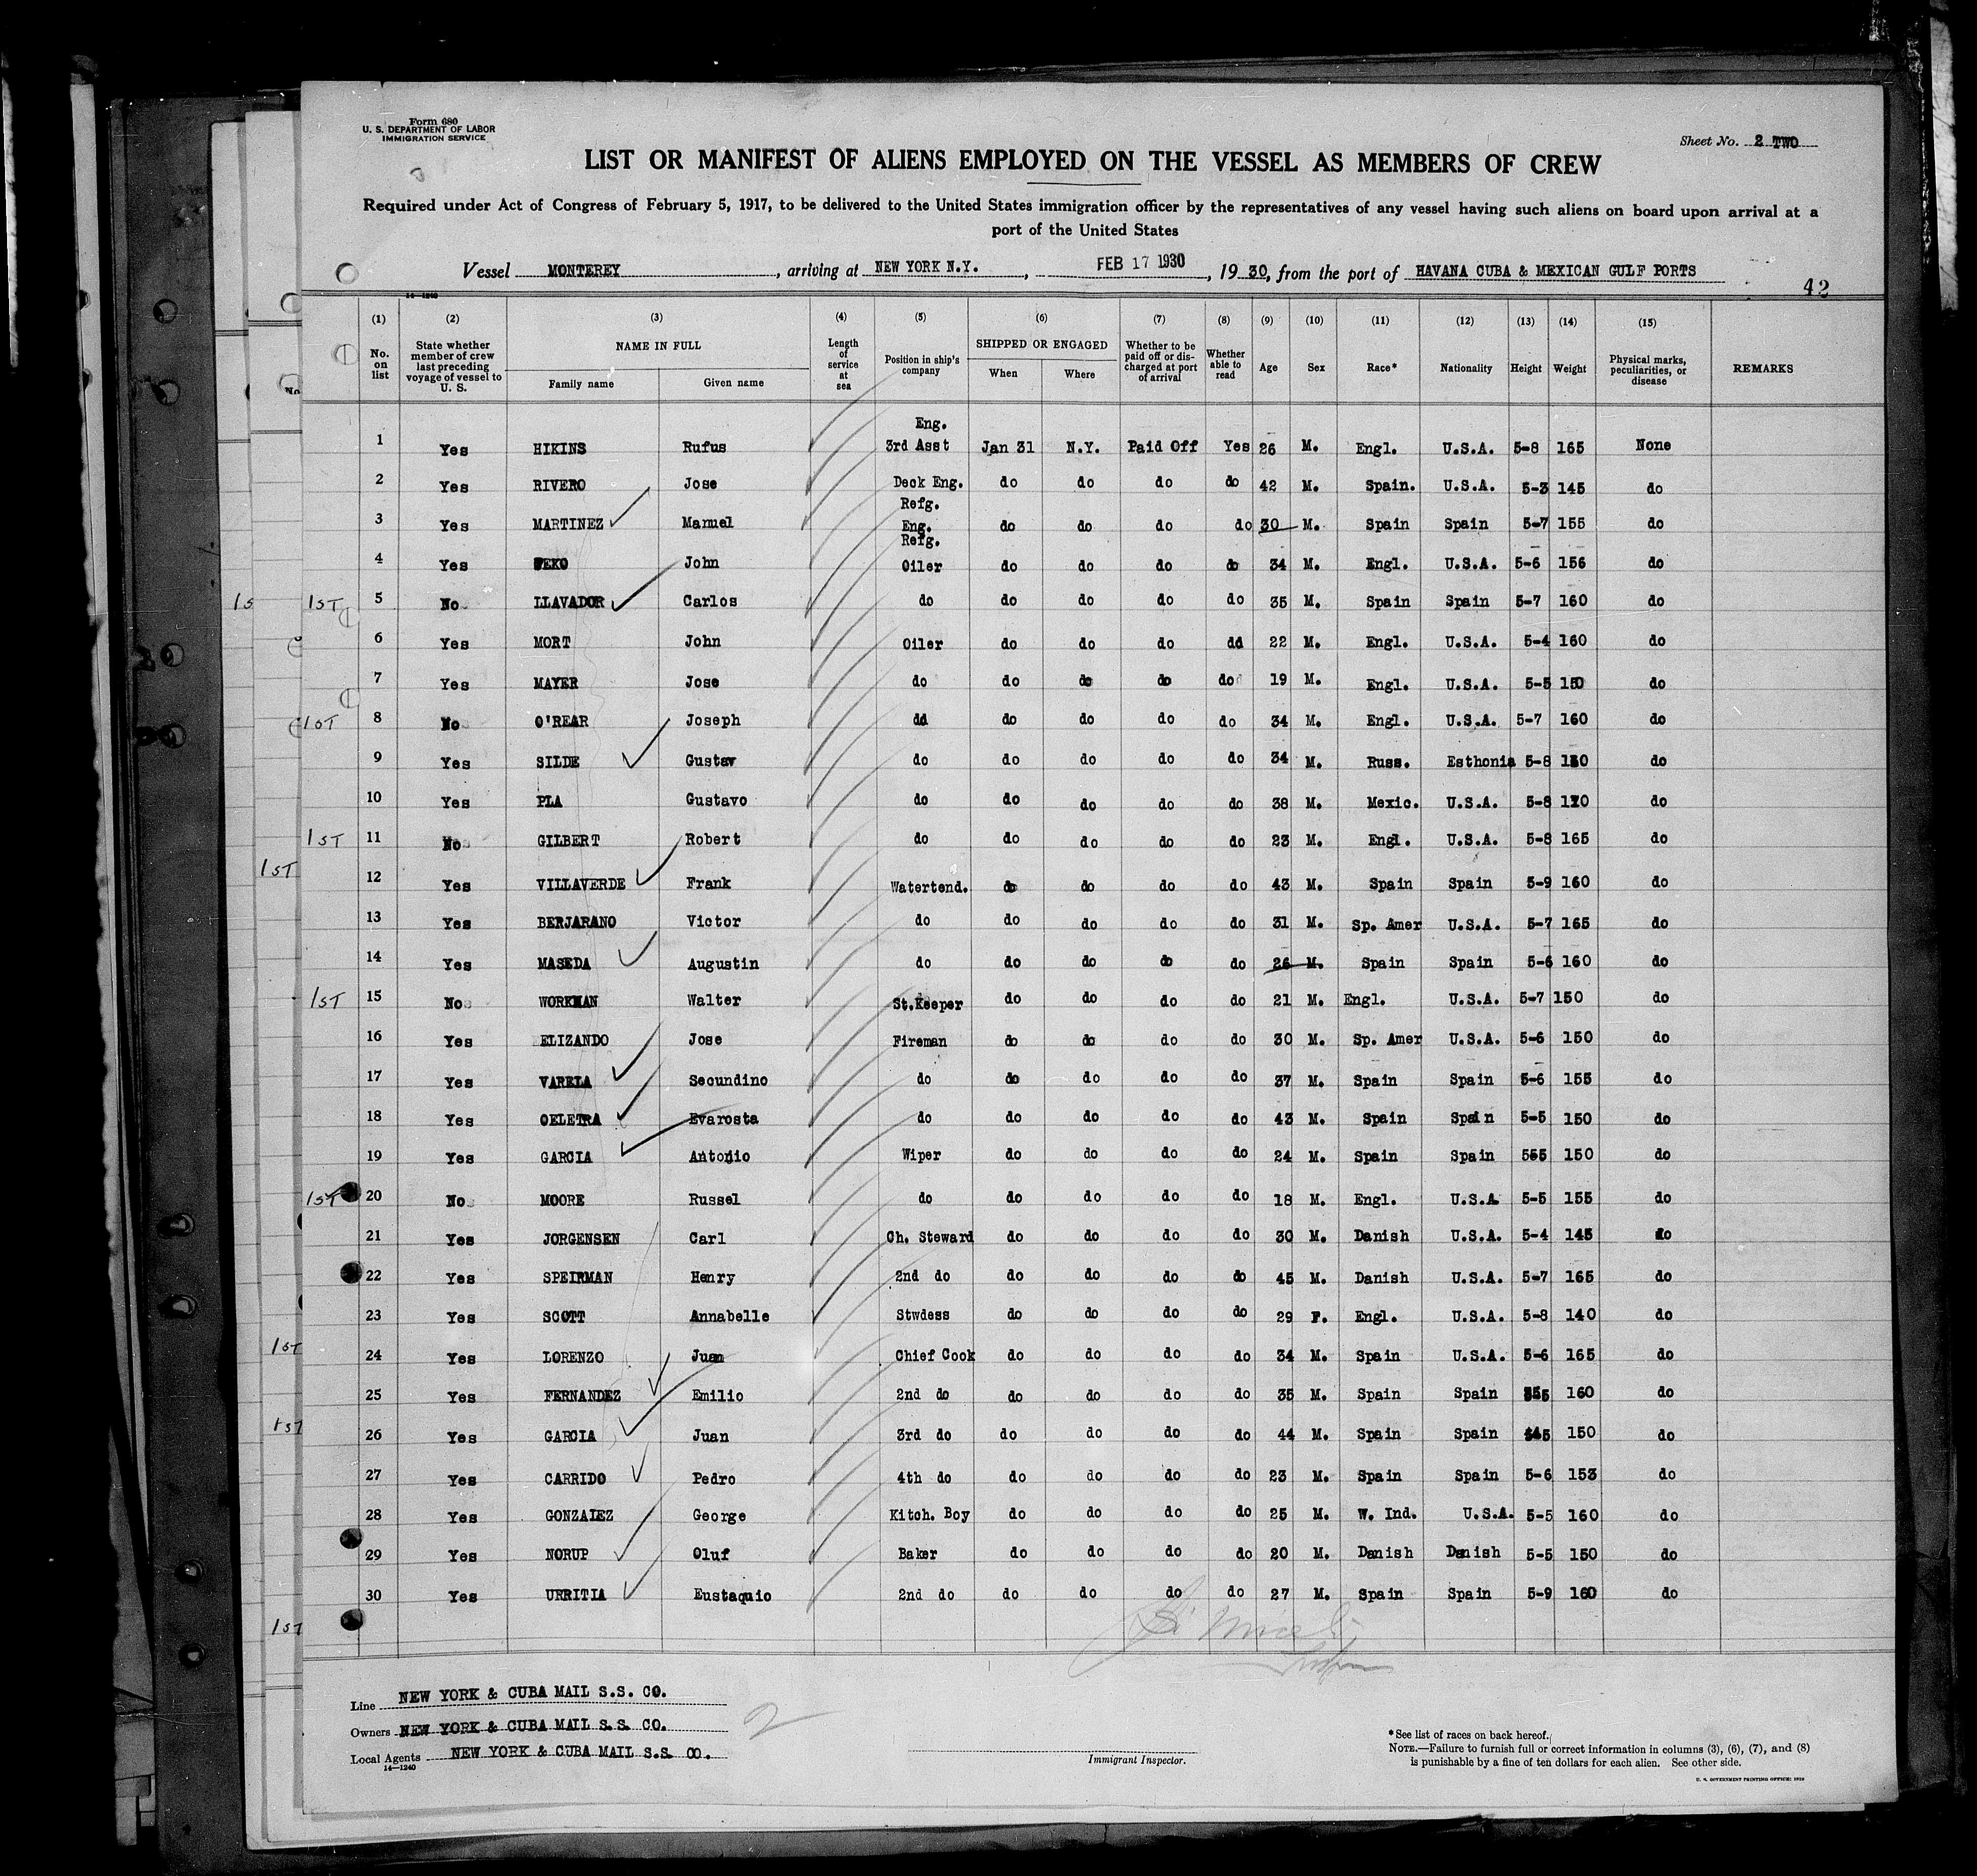 Form 680
U. S. DEPARTMENT OF LABOR
IMMIGRATION SERVICE
Sheet No. 2 TWO
LIST OR MANIFEST OF ALIENS EMPLOYED ON THE VESSEL AS MEMBERS OF CREW
Required under Act of Congress of February 5, 1917, to be delivered to the United States immigration officer by the representatives of any vessel having such aliens on board upon arrival at a
port of the United States
Vessel MONTEREY, arriving at NEW YORK N.Y., FEB 17 1930, 19 30, from the port of HAVANA CUBA & MEXICAN GULF PORTS
42
14—1240
(1) (2) (3) (4) (5) (6) (7) (8) (9) (10) (11) (12) (13) (14) (15)
No. on list State whether member of crew last preceding voyage of vessel to U. S. NAME IN FULL Family name Given name Length of service at sea Position in ship's company SHIPPED OR ENGAGED When Where Whether to be paid off or discharged at port of arrival Whether able to read Age Sex Race* Nationality Height Weight Physical marks, peculiarities, or disease REMARKS
1 Yes HIKINS Rufus Eng. 3rd Asst Jan 31 N.Y. Paid Off Yes 26 M. Engl. U.S.A. 5-8 165 None
2 Yes RIVERO Jose Deck Eng. do do do do 42 M. Spain. U.S.A. 5-3 145 do
3 Yes MARTINEZ Manuel Refg. Eng. do do do do 30 M. Spain Spain 5-7 155 do
4 Yes John Refg. Oiler do do do do 34 M. Engl. U.S.A. 5-6 156 do
1ST 5 No LLAVADOR Carlos do do do do do 35 M. Spain Spain 5-7 160 do
6 Yes MORT John Oiler do do do dd 22 M. Engl. U.S.A. 5-4 160 do
7 Yes MAYER Jose do do do do do 19 M. Engl. U.S.A. 5-5 150 do
1ST 8 No O'REAR Joseph dd do do do do 34 M. Engl. U.S.A. 5-7 160 do
9 Yes SILDE Gustav do do do do do 34 M. Russ. Esthonia 5-8 do
10 Yes PLA Gustavo do do do do do 38 M. Mexic. U.S.A. 5-8 do
1ST 11 No GILBERT Robert do do do do do 23 M. Engl. U.S.A. 5-8 165 do
12 Yes VILLAVERDE Frank Watertend. do do do do 43 M. Spain Spain 5-9 160 do
13 Yes BERJARANO Victor do do do do do 31 M. Sp. Amer U.S.A. 5-7 165 do
14 Yes MASEDA Augustin do do do do do 26 M. Spain Spain 5-6 160 do
1ST 15 No WORKMAN Walter St.Keeper do do do do 21 M. Engl. U.S.A. 5-7 150 do
16 Yes ELIZANDO Jose Fireman do do do do 30 M. Sp. Amer U.S.A. 5-6 150 do
17 Yes VARELA Secundino do do do do do 37 M. Spain Spain 5-6 155 do
18 Yes OELETRA Evarosta do do do do do 43 M. Spain Spain 5-5 150 do
19 Yes GARCIA Antonio Wiper do do do do 24 M. Spain Spain 555 150 do
1ST 20 No MOORE Russel do do do do do 18 M. Engl. U.S.A 5-5 155 do
21 Yes JORGENSEN Carl Ch. Steward do do do do 30 M. Danish U.S.A. 5-4 145 do
22 Yes SPEIRMAN Henry 2nd do do do do do 45 M. Danish U.S.A. 5-7 165 do
23 Yes SCOTT Annabelle Stwdess do do do do 29 F. Engl. U.S.A. 5-8 140 do
24 Yes LORENZO Juan Chief Cook do do do do 34 M. Spain U.S.A. 5-6 165 do
25 Yes FERNANDEZ Emilio 2nd do do do do do 35 M. Spain Spain 160 do
26 Yes GARCIA Juan 3rd do do do do do 44 M. Spain Spain 150 do
27 Yes CARRIDO Pedro 4th do do do do do 23 M. Spain Spain 5-6 153 do
28 Yes GONZALEZ George Kitch. Boy do do do do 25 M. W. Ind. U.S.A. 5-5 160 do
29 Yes NORUP Oluf Baker do do do do 20 M. Danish Danish 5-5 150 do
30 Yes URRITIA Eustaquio 2nd do do do do do 27 M. Spain Spain 5-9 160 do
Line NEW YORK & CUBA MAIL S.S. CO.
Owners NEW YORK & CUBA MAIL S.S. CO.
Local Agents NEW YORK & CUBA MAIL S.S. CO.
14—1240
2
Immigrant Inspector.
*See list of races on back hereof.
NOTE.—Failure to furnish full or correct information in columns (3), (6), (7), and (8)
is punishable by a fine of ten dollars for each alien. See other side.
U. S. GOVERNMENT PRINTING OFFICE: 1929